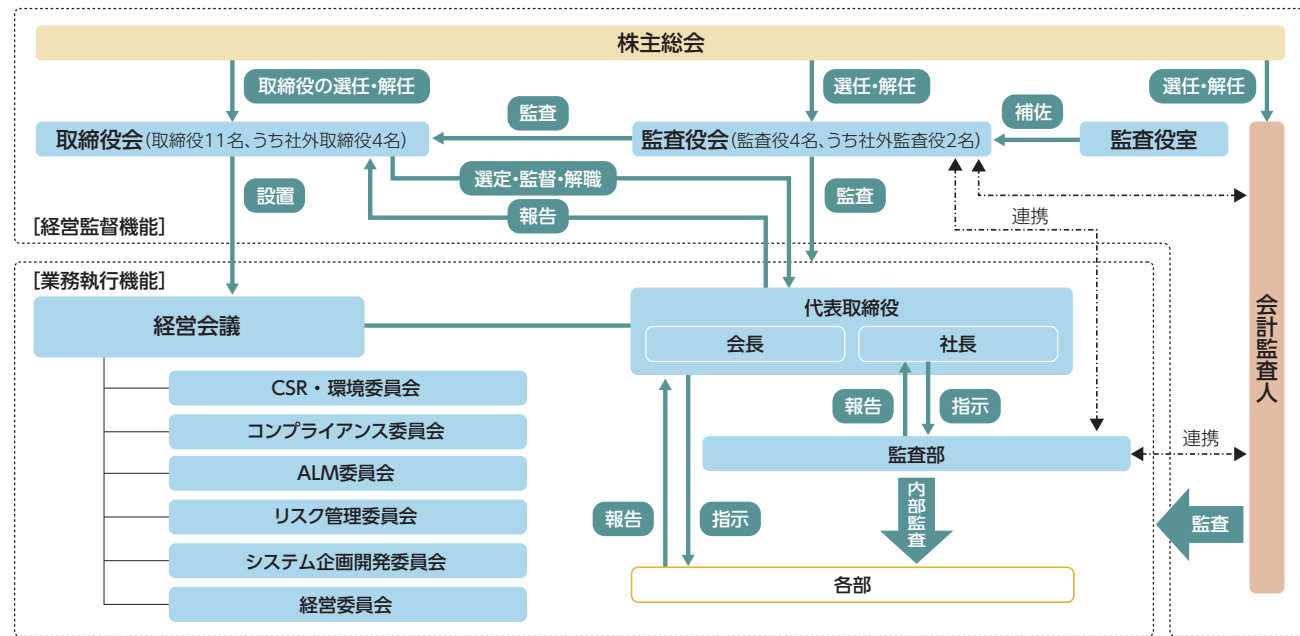 株主総会
取締役の選任・解任
選任・解任
選任・解任
監査
補佐
取締役会(取締役11名、うち社外取締役4名)
監査役会(監査役4名、うち社外監査役2名)
監査役室
選定・監督・解職
設置
監査
報告
連携
[経営監督機能]
[業務執行機能]
経営会議
代表取締役
会長
社長
会計監査人
CSR・環境委員会
コンプライアンス委員会
ALM委員会
リスク管理委員会
システム企画開発委員会
経営委員会
報告
指示
連携
監査部
内部監査
報告
指示
監査
各部